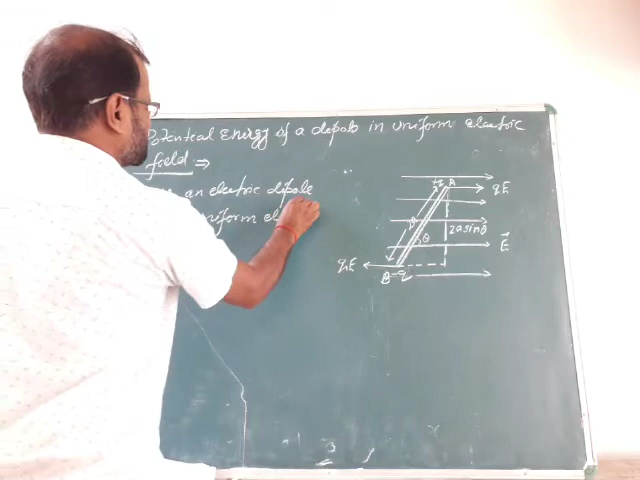 Potential Energy of a dipole in uniform electric
field ⇒
an electric dipole
uniform el
+q A
qE
2a sinθ
θ
E⃗
qE
B -q